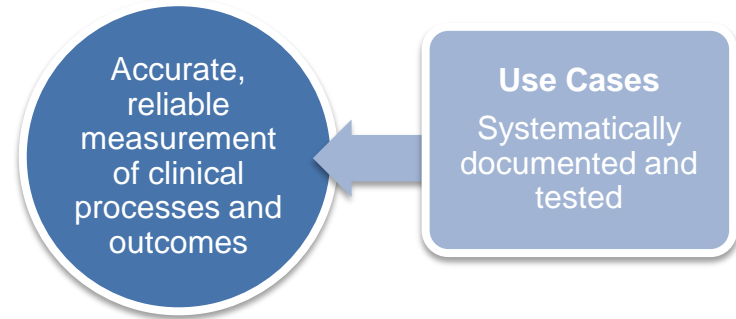 Accurate,
reliable
measurement
of clinical
processes and
outcomes
Use Cases
Systematically
documented and
tested